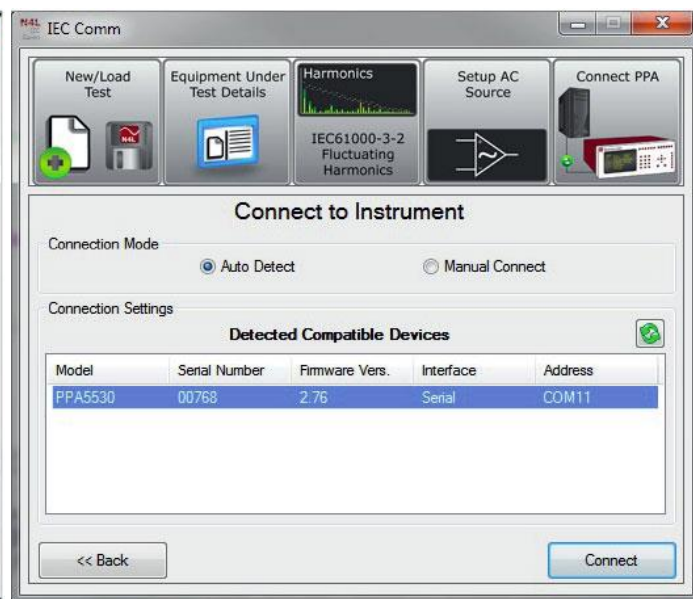 N4L IEC Comm
New/Load
Test
N4L
Equipment Under
Test Details
Harmonics
IEC61000-3-2
Fluctuating
Harmonics
Setup AC
Source
Connect PPA
Connect to Instrument
Connection Mode
Auto Detect Manual Connect
Connection Settings
Detected Compatible Devices
Model Serial Number Firmware Vers. Interface Address
PPA5530 00768 2.76 Serial COM11
<< Back Connect